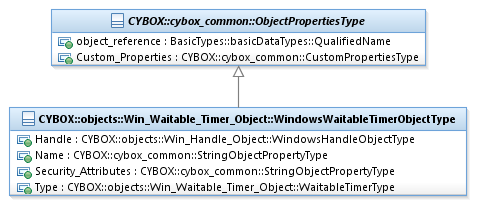 CYBOX::cybox_common::ObjectPropertiesType
object_reference : BasicTypes::basicDataTypes::QualifiedName
Custom_Properties : CYBOX::cybox_common::CustomPropertiesType
CYBOX::objects::Win_Waitable_Timer_Object::WindowsWaitableTimerObjectType
Handle : CYBOX::objects::Win_Handle_Object::WindowsHandleObjectType
Name : CYBOX::cybox_common::StringObjectPropertyType
Security_Attributes : CYBOX::cybox_common::StringObjectPropertyType
Type : CYBOX::objects::Win_Waitable_Timer_Object::WaitableTimerType